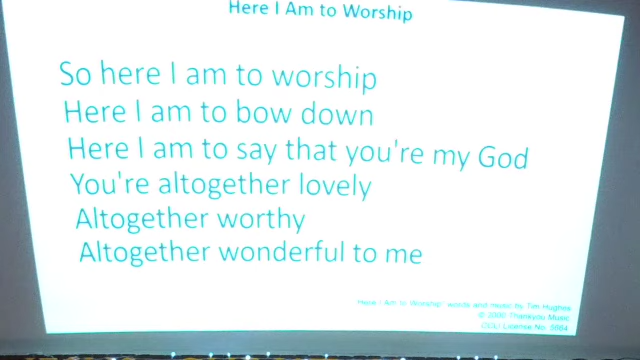 Here I Am to Worship
So here I am to worship
Here I am to bow down
Here I am to say that you're my God
You're altogether lovely
Altogether worthy
Altogether wonderful to me
'Here I Am to Worship' words and music by Tim Hughes
© 2000 Thankyou Music.
CCLI License No.